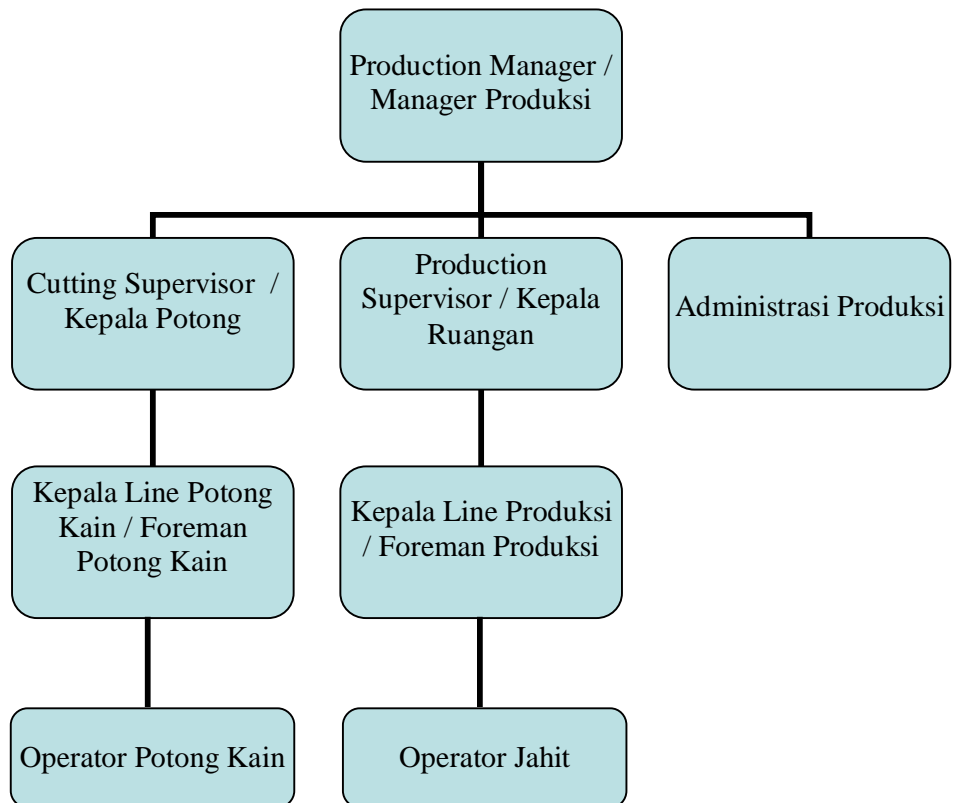 Production Manager /
Manager Produksi
Cutting Supervisor /
Kepala Potong
Production
Supervisor / Kepala
Ruangan
Administrasi Produksi
Kepala Line Potong
Kain / Foreman
Potong Kain
Kepala Line Produksi
/ Foreman Produksi
Operator Potong Kain
Operator Jahit